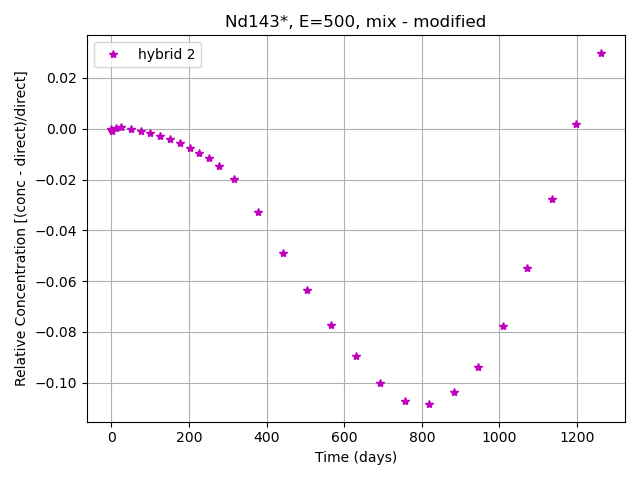 Nd143*, E=500, mix - modified
hybrid 2
Relative Concentration [(conc - direct)/direct]
0.02
0.00
−0.02
−0.04
−0.06
−0.08
−0.10
0 200 400 600 800 1000 1200
Time (days)